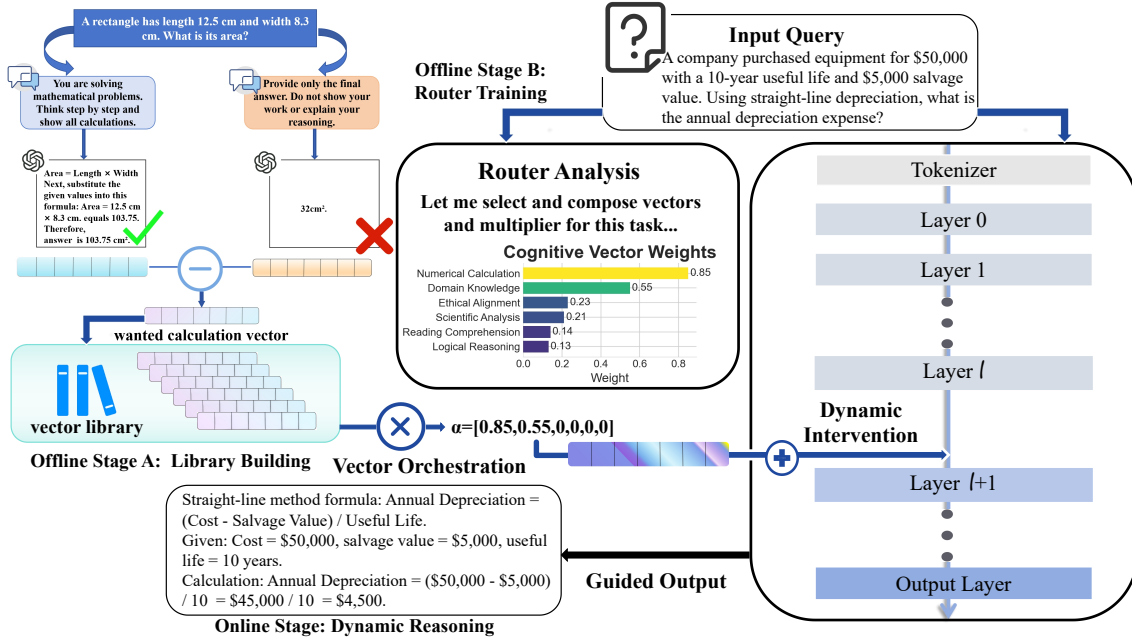 A rectangle has length 12.5 cm and width 8.3
cm. What is its area?
You are solving
mathematical problems.
Think step by step and
show all calculations.
Provide only the final
answer. Do not show your
work or explain your
reasoning.
Area = Length × Width
Next, substitute the
given values into this
formula: Area = 12.5 cm
× 8.3 cm. equals 103.75.
Therefore,
answer is 103.75 cm².
32cm².
wanted calculation vector
vector library
Offline Stage A: Library Building
Offline Stage B:
Router Training
?
Input Query
A company purchased equipment for $50,000
with a 10-year useful life and $5,000 salvage
value. Using straight-line depreciation, what is
the annual depreciation expense?
Router Analysis
Let me select and compose vectors
and multiplier for this task...
Cognitive Vector Weights
Numerical Calculation 0.85
Domain Knowledge 0.55
Ethical Alignment 0.23
Scientific Analysis 0.21
Reading Comprehension 0.14
Logical Reasoning 0.13
0.0 0.2 0.4 0.6 0.8
Weight
Vector Orchestration
α=[0.85,0.55,0,0,0,0]
Dynamic
Intervention
Tokenizer
Layer 0
Layer 1
Layer l
Layer l+1
Output Layer
Guided Output
Straight-line method formula: Annual Depreciation =
(Cost - Salvage Value) / Useful Life.
Given: Cost = $50,000, salvage value = $5,000, useful
life = 10 years.
Calculation: Annual Depreciation = ($50,000 - $5,000)
/ 10 = $45,000 / 10 = $4,500.
Online Stage: Dynamic Reasoning